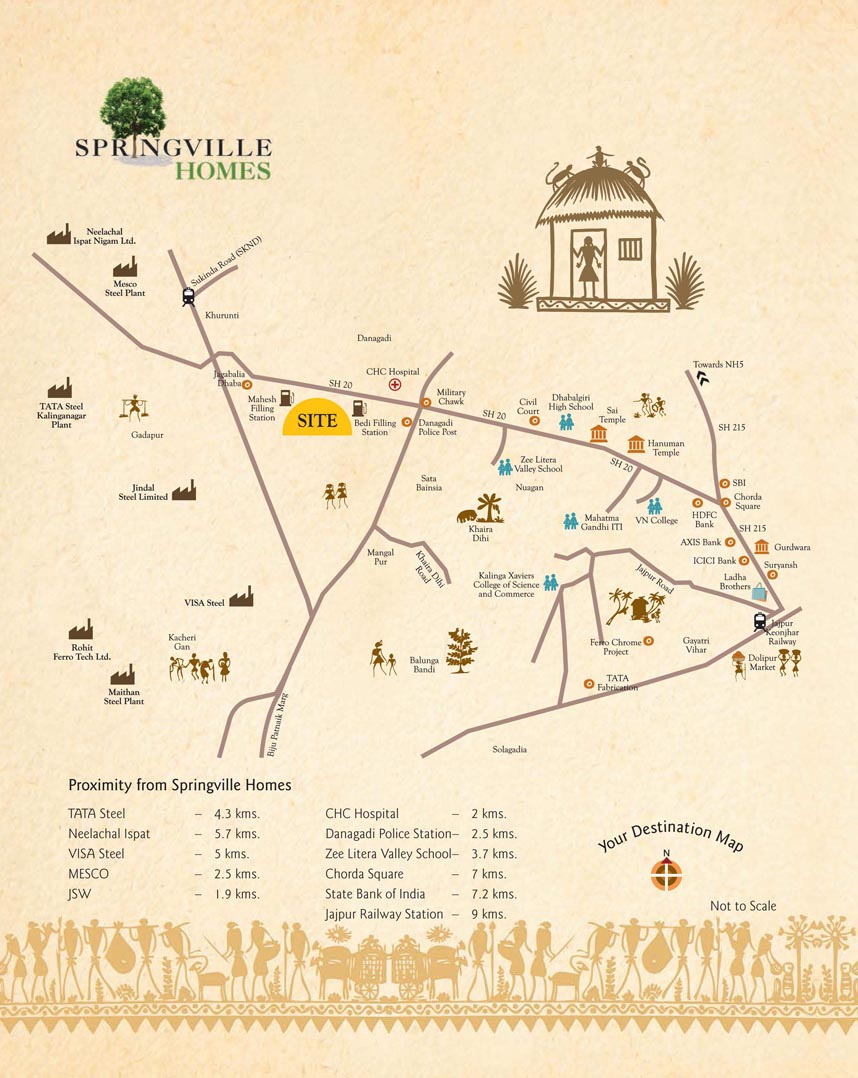 SPRINGVILLE
HOMES
Neelachal
Ispat Nigam Ltd.
Mesco
Steel Plant
Sukinda Road (SKND)
Khurunti
Danagadi
Jagabalia
Dhaba
SH 20
CHC Hospital
Military
Chawk
Towards NH5
TATA Steel
Kalinganagar
Plant
Gadapur
Mahesh
Filling
Station
SITE
Bedi Filling
Station
Danagadi
Police Post
SH 20
Civil
Court
Dhabalgiri
High School
Sai
Temple
Hanuman
Temple
SH 215
SH 20
Zee Litera
Valley School
Jindal
Steel Limited
Sata
Bainsia
Nuagan
SBI
Chorda
Square
Khaira
Dihi
Mahatma
Gandhi ITI
VN College
HDFC
Bank
SH 215
AXIS Bank
Gurdwara
ICICI Bank
Suryansh
Mangal
Pur
Khaira Dihi
Road
Kalinga Xaviers
College of Science
and Commerce
Jajpur Road
Ladha
Brothers
VISA Steel
Jajpur
Keonjhar
Railway
Rohit
Ferro Tech Ltd.
Kacheri
Gan
Ferro Chrome
Project
Gayatri
Vihar
Balunga
Bandi
Dolipur
Market
Maithan
Steel Plant
TATA
Fabrication
Biju Patnaik Marg
Solagadia
Proximity from Springville Homes
TATA Steel – 4.3 kms.
Neelachal Ispat – 5.7 kms.
VISA Steel – 5 kms.
MESCO – 2.5 kms.
JSW – 1.9 kms.
CHC Hospital – 2 kms.
Danagadi Police Station– 2.5 kms.
Zee Litera Valley School– 3.7 kms.
Chorda Square – 7 kms.
State Bank of India – 7.2 kms.
Jajpur Railway Station – 9 kms.
Your Destination Map
N
Not to Scale